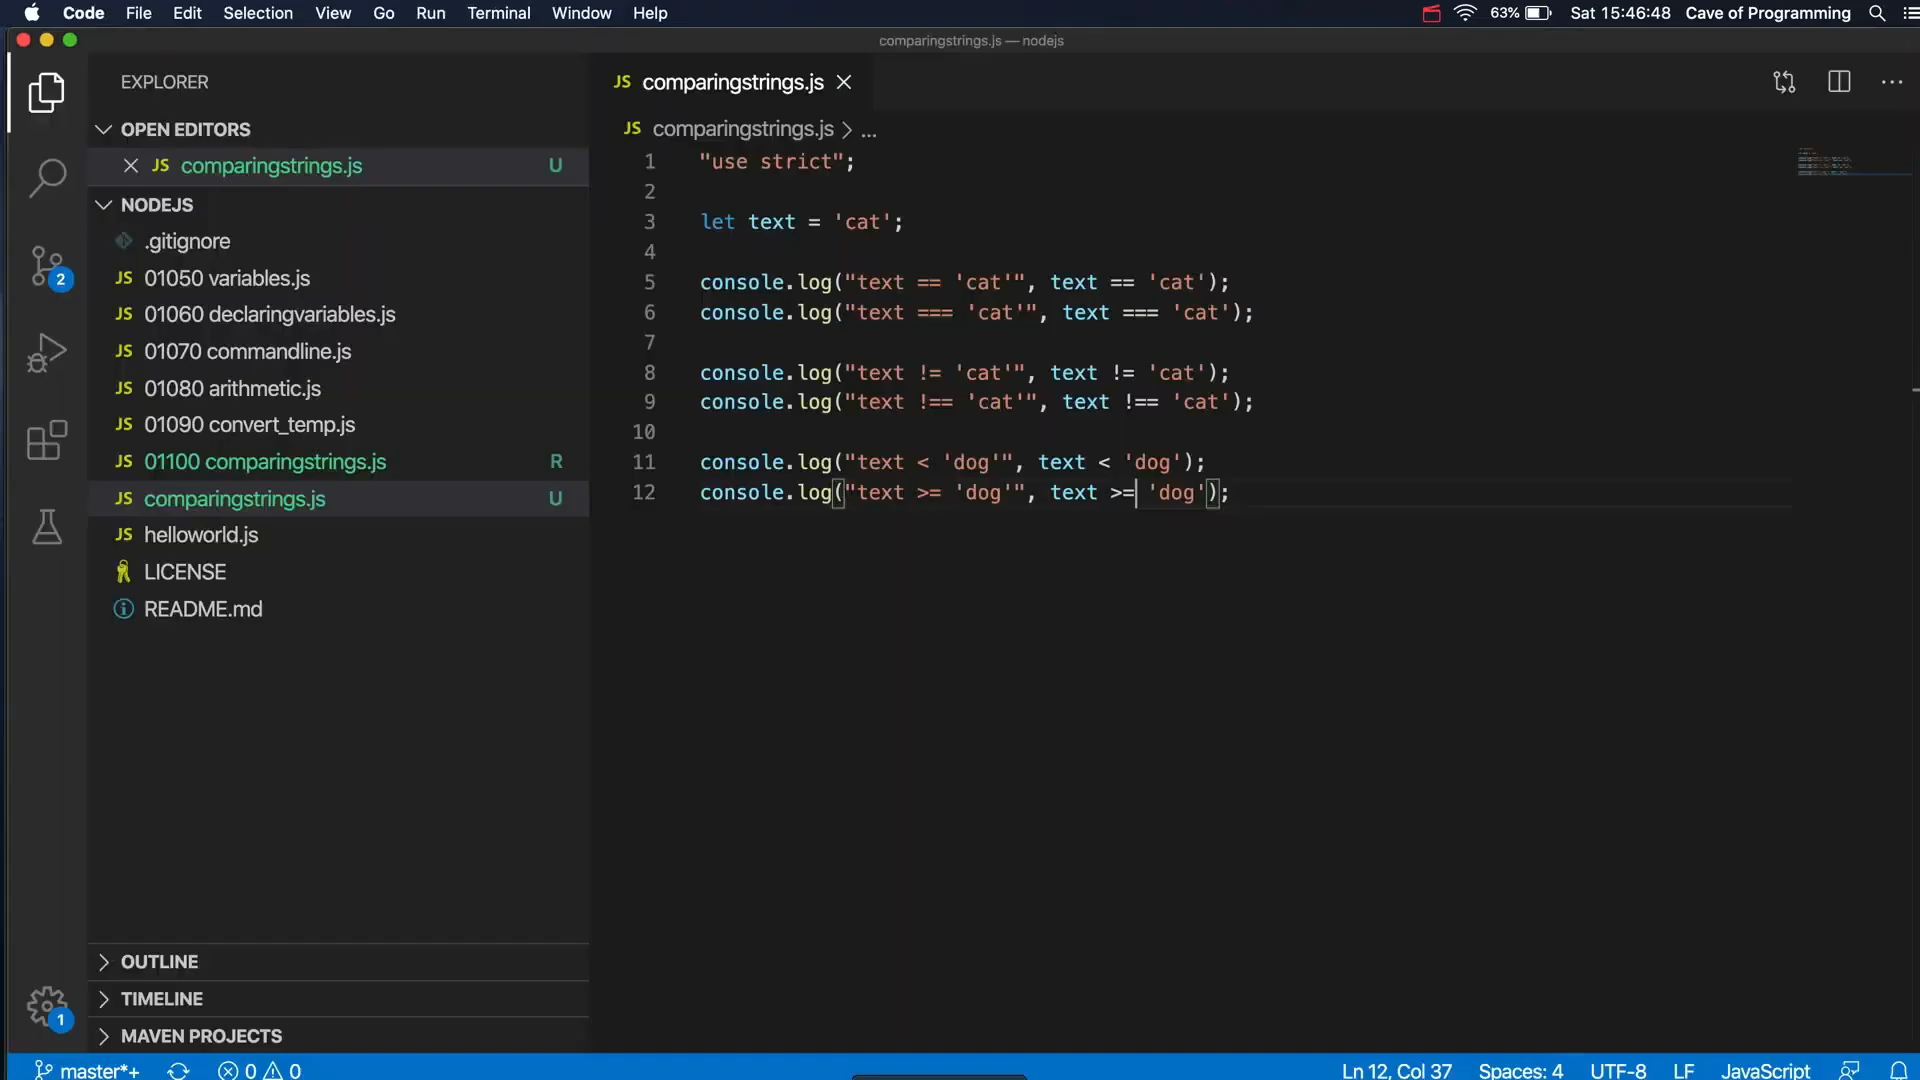 Code File Edit Selection View Go Run Terminal Window Help 63% Sat 15:46:48 Cave of Programming
comparingstrings.js — nodejs
EXPLORER
OPEN EDITORS
JS comparingstrings.js U
NODEJS
.gitignore
JS 01050 variables.js
JS 01060 declaringvariables.js
JS 01070 commandline.js
JS 01080 arithmetic.js
JS 01090 convert_temp.js
JS 01100 comparingstrings.js R
JS comparingstrings.js U
JS helloworld.js
LICENSE
README.md
OUTLINE
TIMELINE
MAVEN PROJECTS
2
1
JS comparingstrings.js
JS comparingstrings.js > ...
1 "use strict";
2
3 let text = 'cat';
4
5 console.log("text == 'cat'", text == 'cat');
6 console.log("text === 'cat'", text === 'cat');
7
8 console.log("text != 'cat'", text != 'cat');
9 console.log("text !== 'cat'", text !== 'cat');
10
11 console.log("text < 'dog'", text < 'dog');
12 console.log("text >= 'dog'", text >= 'dog');
master*+ 0 0 Ln 12, Col 37 Spaces: 4 UTF-8 LF JavaScript